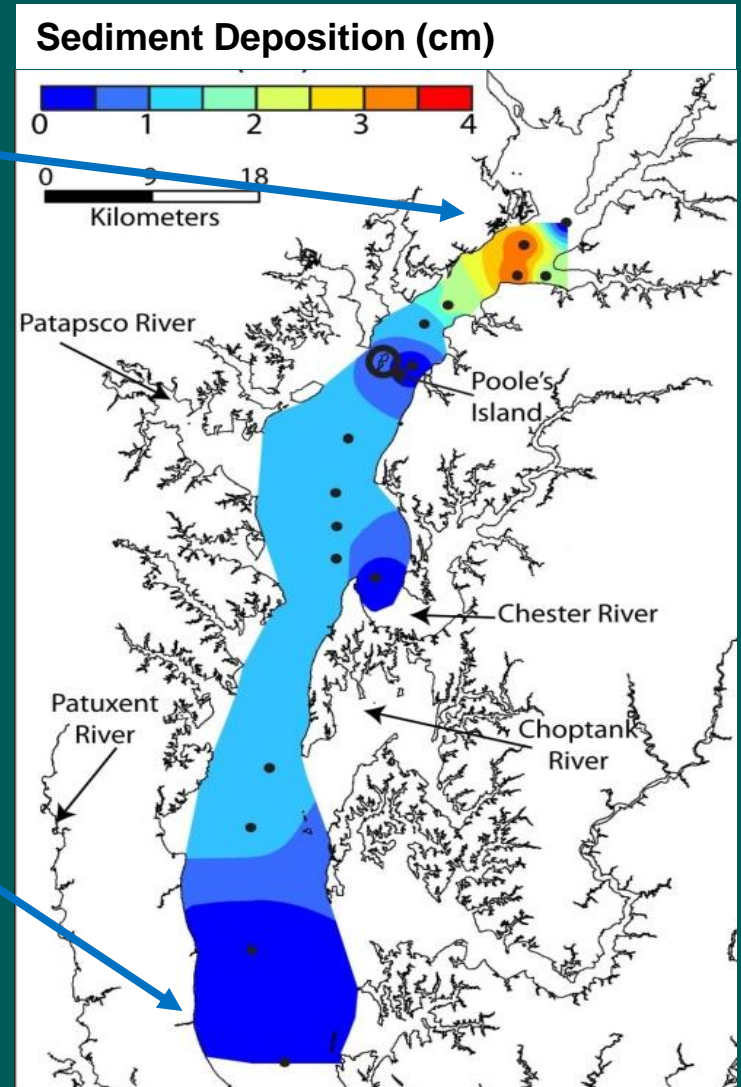 Sediment Deposition (cm)
0 1 2 3 4
0 9 18
Kilometers
Patapsco River
Poole's
Island
Chester River
Patuxent
River
Choptank
River